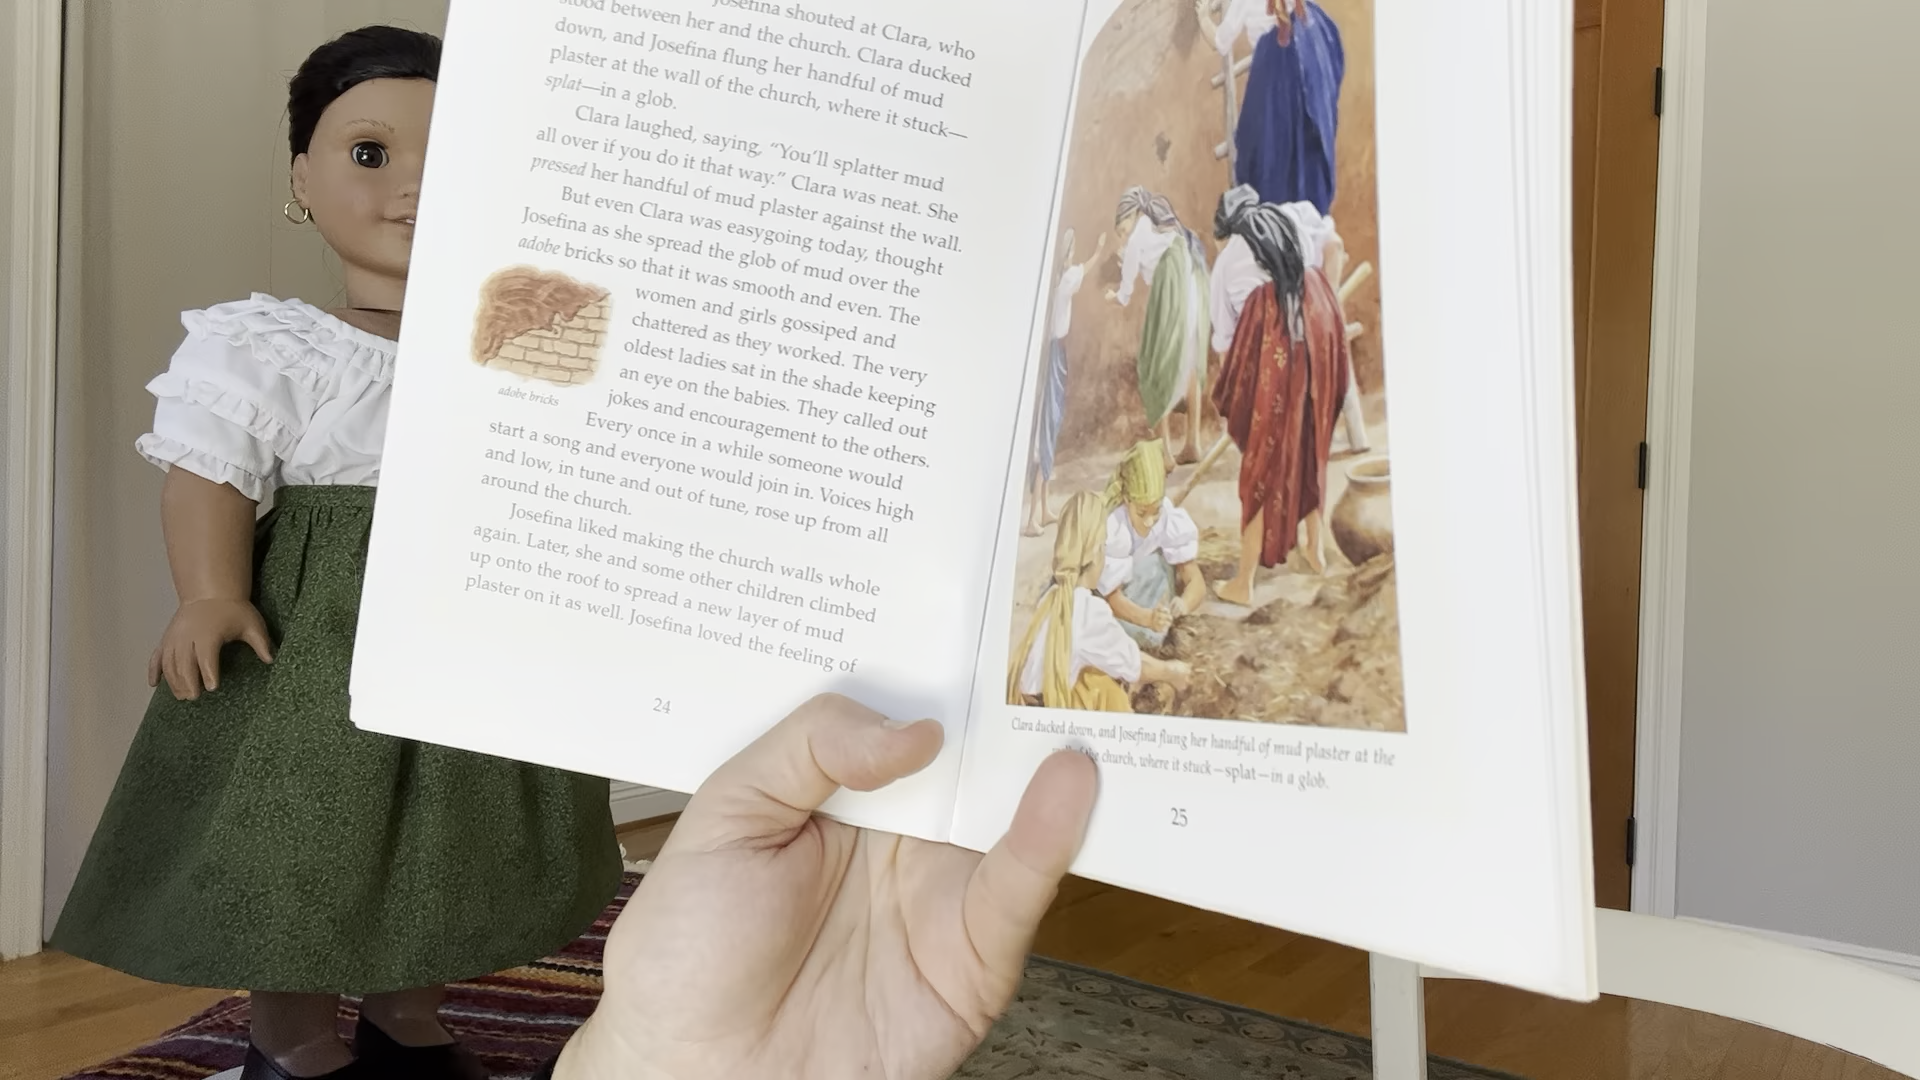 Josefina shouted at Clara, who
stood between her and the church. Clara ducked
down, and Josefina flung her handful of mud
plaster at the wall of the church, where it stuck—
splat—in a glob.
Clara laughed, saying, “You’ll splatter mud
all over if you do it that way.” Clara was neat. She
pressed her handful of mud plaster against the wall.
But even Clara was easygoing today, thought
Josefina as she spread the glob of mud over the
adobe bricks so that it was smooth and even. The
women and girls gossiped and
chattered as they worked. The very
oldest ladies sat in the shade keeping
an eye on the babies. They called out
jokes and encouragement to the others.
Every once in a while someone would
start a song and everyone would join in. Voices high
and low, in tune and out of tune, rose up from all
around the church.
Josefina liked making the church walls whole
again. Later, she and some other children climbed
up onto the roof to spread a new layer of mud
plaster on it as well. Josefina loved the feeling of
adobe bricks
24
Clara ducked down, and Josefina flung her handful of mud plaster at the
the church, where it stuck—splat—in a glob.
25